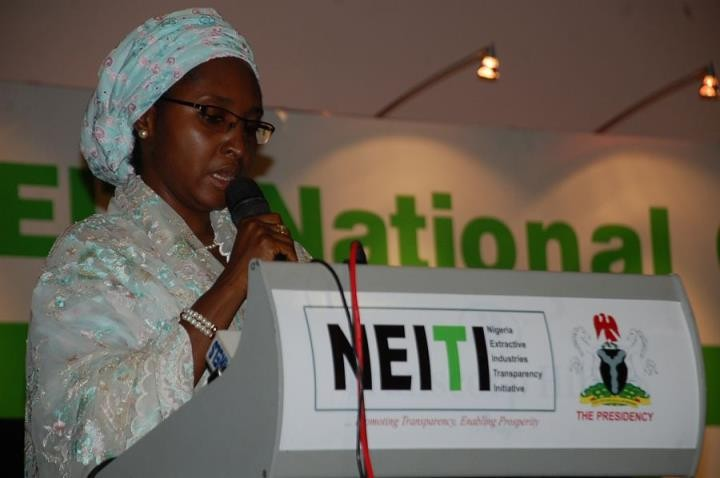 National
NEITI
Nigeria
Extractive
Industries
Transparency
Initiative
Promoting Transparency, Enabling Prosperity
THE PRESIDENCY